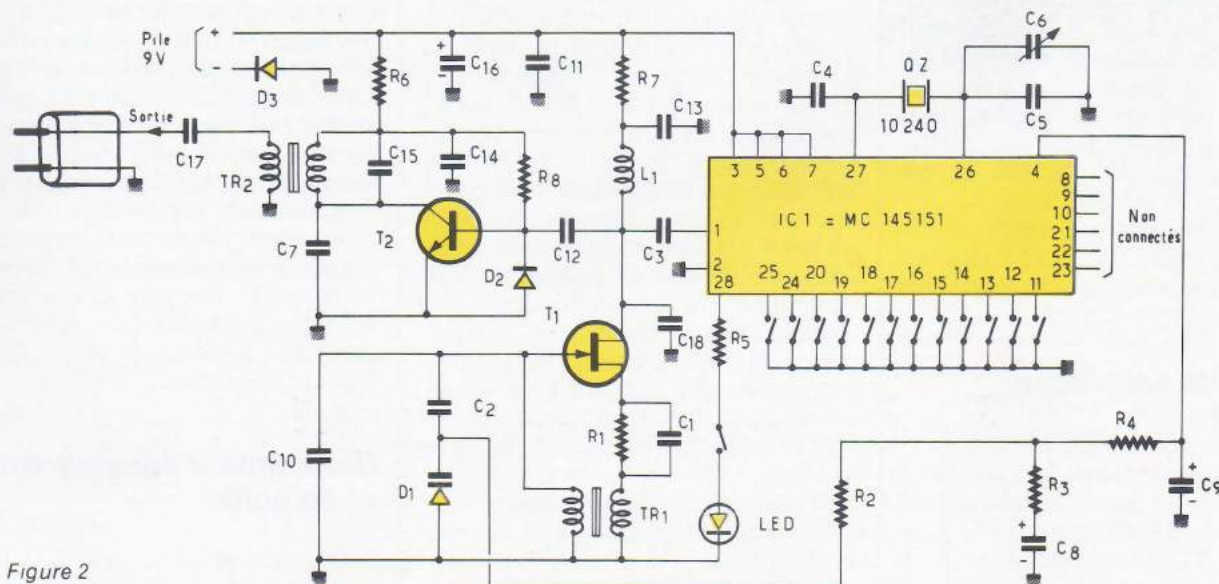 Pile
9V
+
D3
Sortie
C17
TR2
R6
+
-
C16
C11
C15
C14
R8
C7
T2
D2
C12
R7
C13
L1
C3
T1
C18
C2
C10
D1
R1
C1
TR1
C4
QZ
10 240
C6
C5
3 5 6 7 27 26 4
1
2
28
IC1 = MC 145151
8
9
10
21
22
23
Non
connectés
25 24 20 19 18 17 16 15 14 13 12 11
R5
LED
R2
R3
+
-
C8
R4
+
-
C9
Figure 2